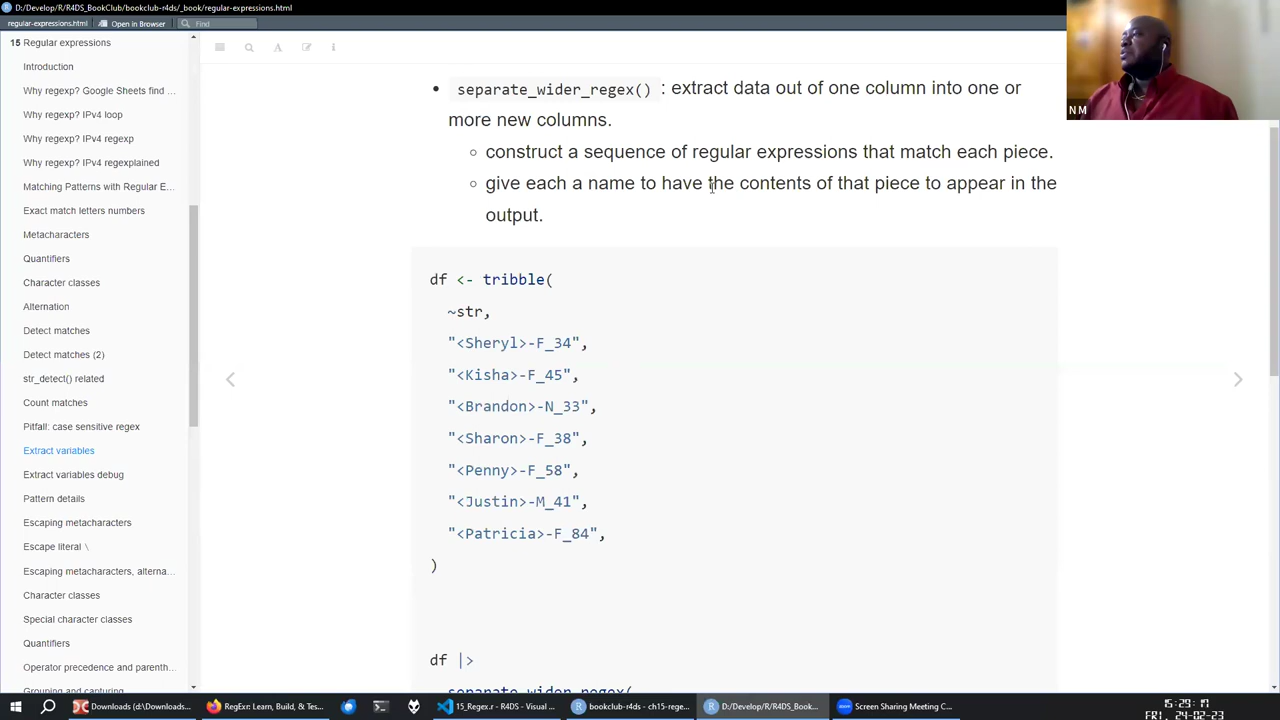 D:/Develop/R/R4DS_BookClub/bookclub-r4ds/_book/regular-expressions.html
regular-expressions.html
Open in Browser
Find
15 Regular expressions
Introduction
Why regexp? Google Sheets find ...
Why regexp? IPv4 loop
Why regexp? IPv4 regexp
Why regexp? IPv4 regexplained
Matching Patterns with Regular E...
Exact match letters numbers
Metacharacters
Quantifiers
Character classes
Alternation
Detect matches
Detect matches (2)
str_detect() related
Count matches
Pitfall: case sensitive regex
Extract variables
Extract variables debug
Pattern details
Escaping metacharacters
Escape literal \
Escaping metacharacters, alterna...
Character classes
Special character classes
Quantifiers
Operator precedence and parenth...
Grouping and capturing
separate_wider_regex() : extract data out of one column into one or
more new columns.
construct a sequence of regular expressions that match each piece.
give each a name to have the contents of that piece to appear in the
output.
df <- tribble(
~str,
"<Sheryl>-F_34",
"<Kisha>-F_45",
"<Brandon>-N_33",
"<Sharon>-F_38",
"<Penny>-F_58",
"<Justin>-M_41",
"<Patricia>-F_84",
)
df |>
separate_wider_regex(
NM
Downloads (d:\Downloads...
RegExr: Learn, Build, & Tes...
15_Regex.r - R4DS - Visual ...
bookclub-r4ds - ch15-rege...
D:/Develop/R/R4DS_Book...
Screen Sharing Meeting C...
FRI, 24-02-23